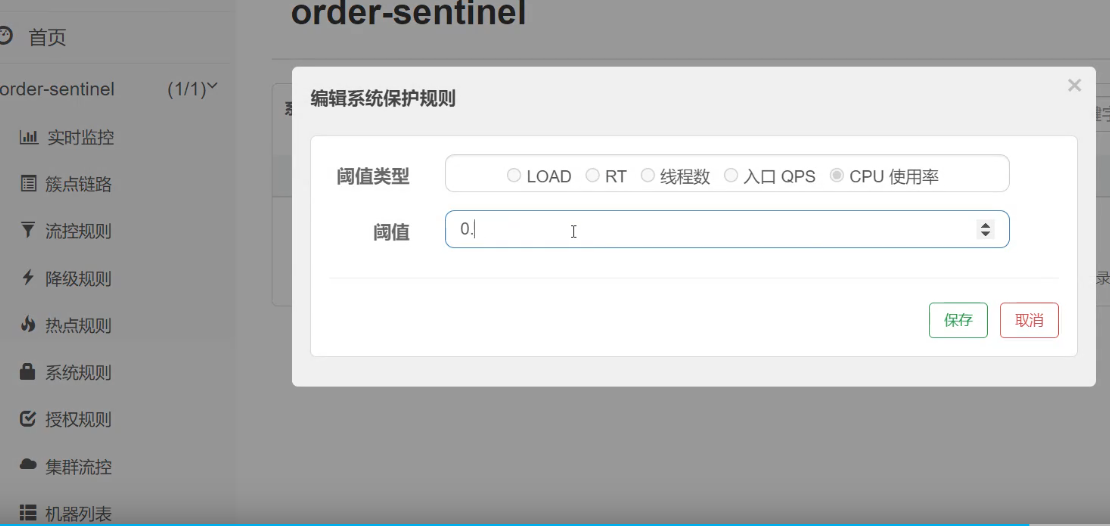 order-sentinel
首页
order-sentinel (1/1)
实时监控
簇点链路
流控规则
降级规则
热点规则
系统规则
授权规则
集群流控
机器列表
编辑系统保护规则
×
阈值类型 LOAD RT 线程数 入口 QPS CPU 使用率
阈值 0.
保存 取消